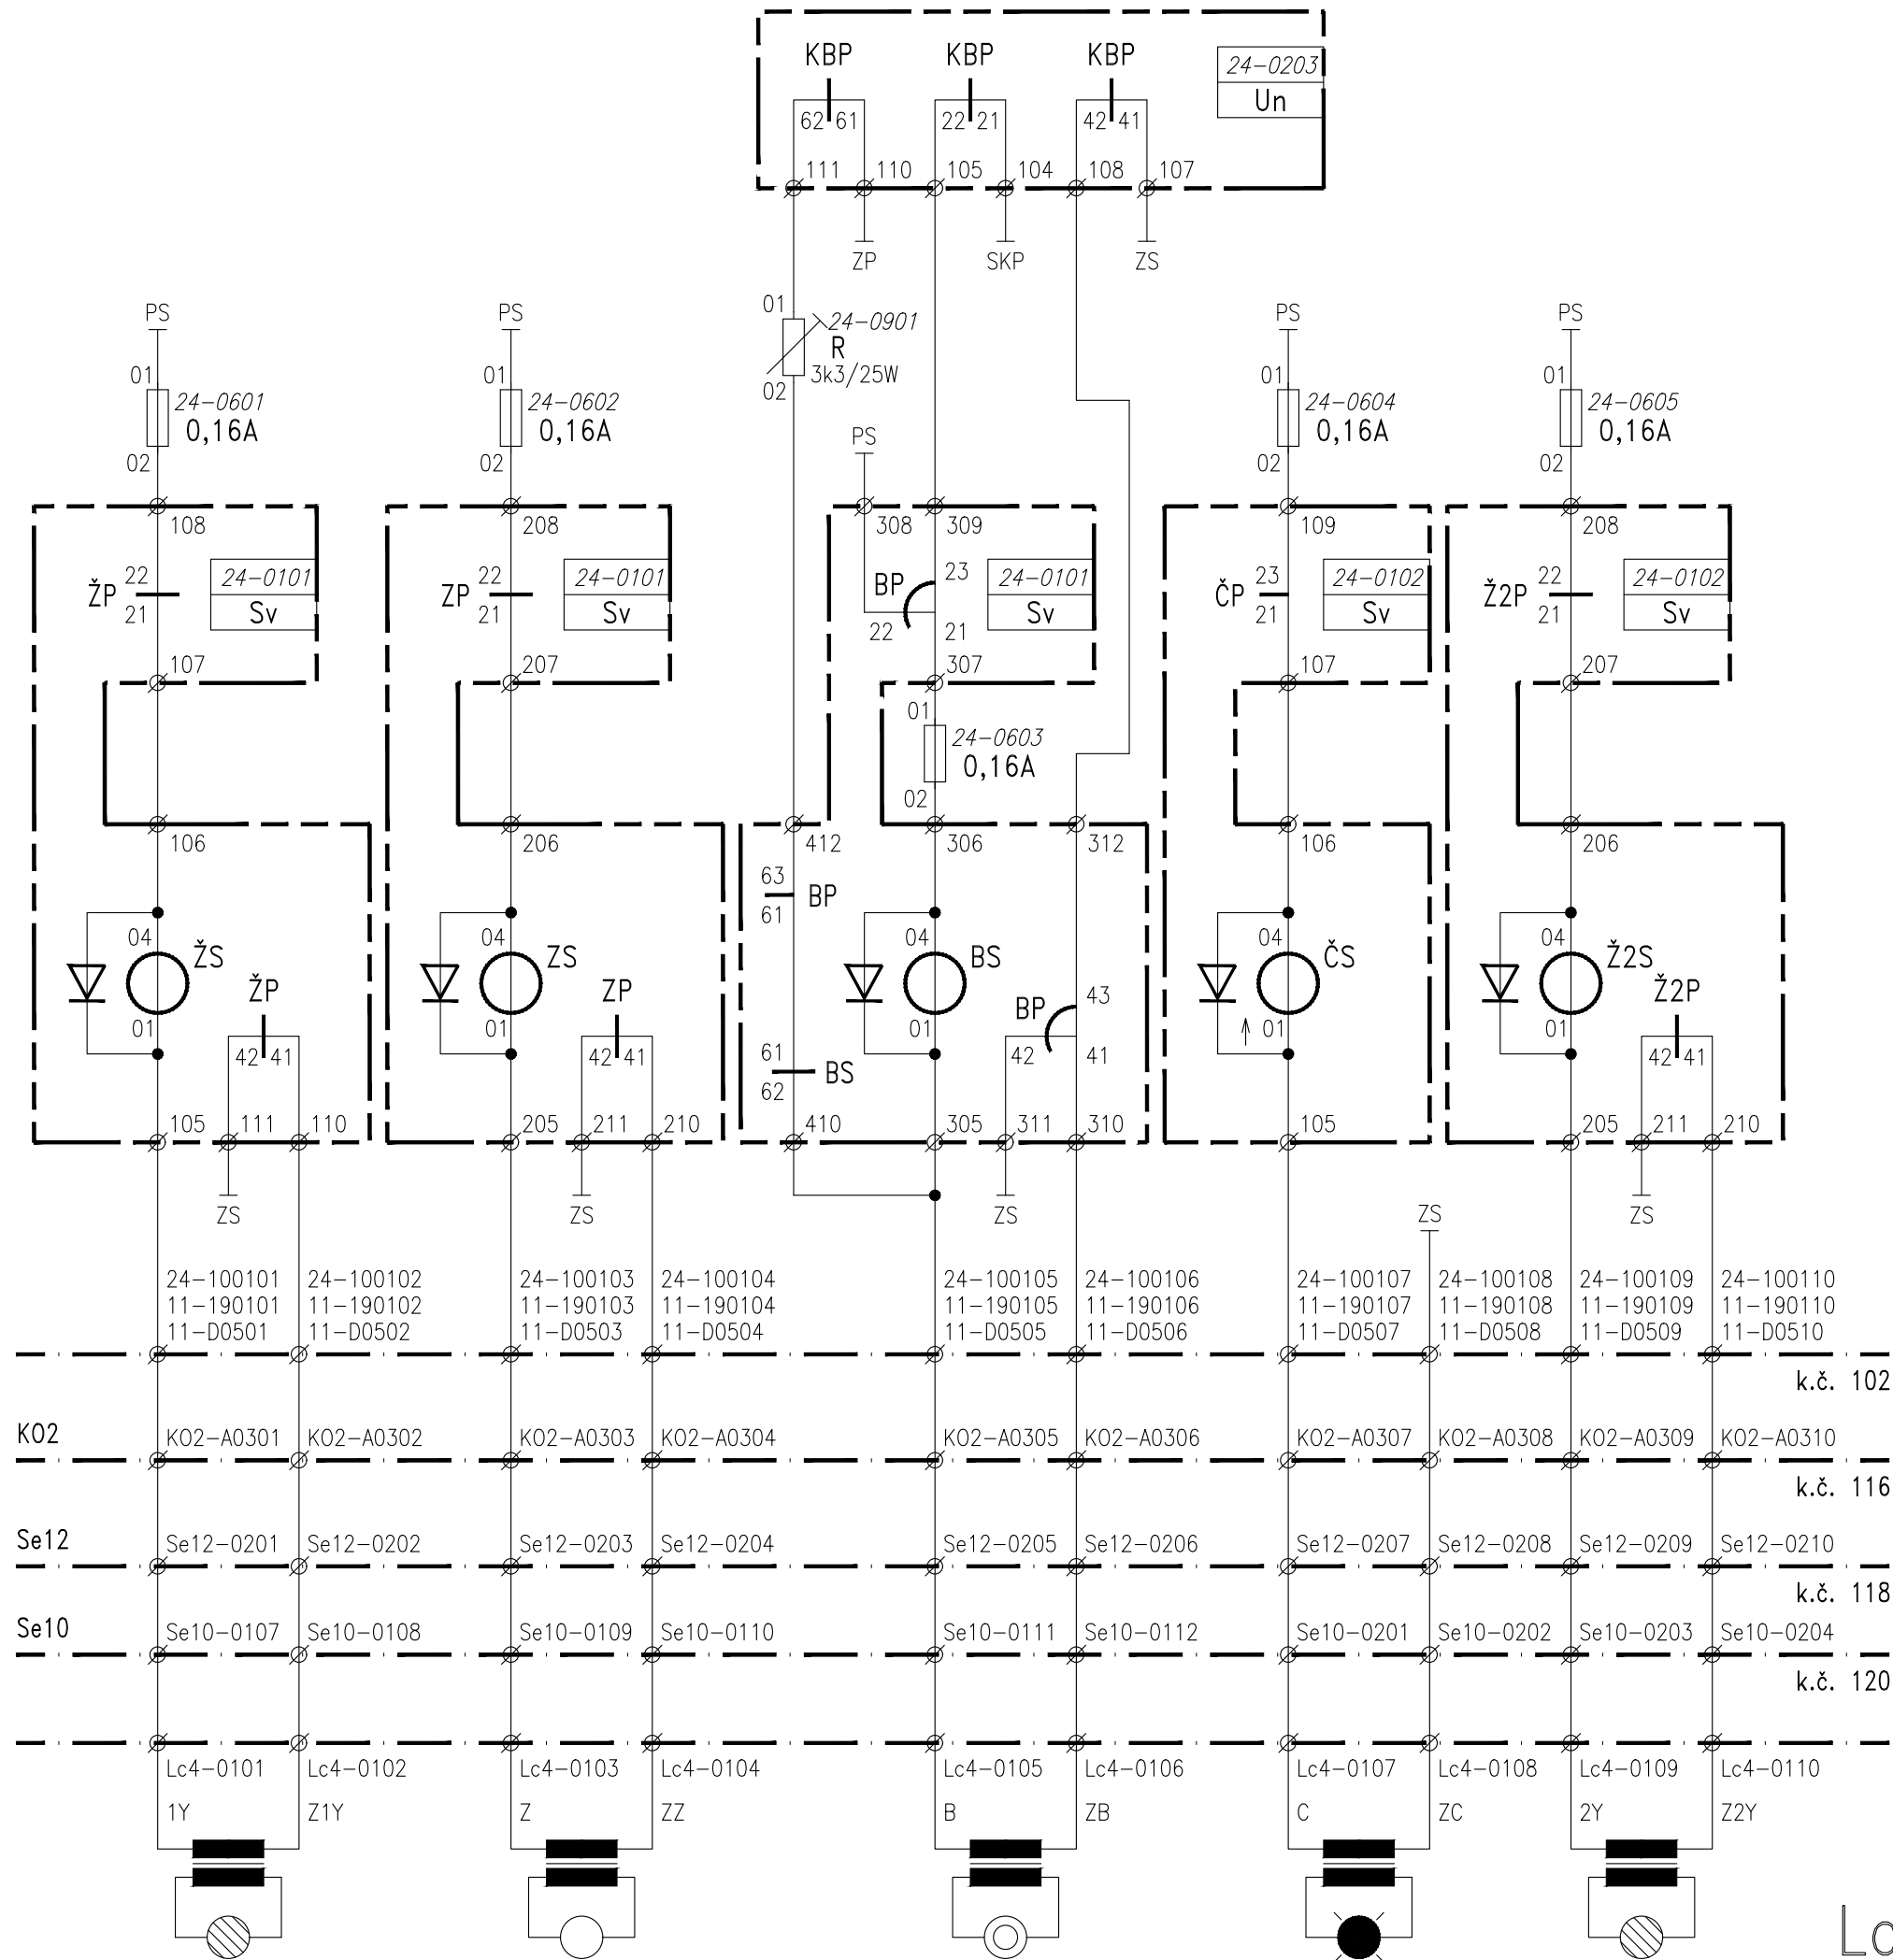 KBP KBP KBP
24-0203
Un
62 61 22 21 42 41
111 110 105 104 108 107
ZP SKP ZS
PS PS 01 24-0901 PS PS
R
3k3/25W
02
01 01 01 01
24-0601 24-0602 24-0604 24-0605
0,16A 0,16A 0,16A 0,16A
PS
02 02 02 02
108 208 308 309 109 208
ŽP 22 24-0101 ZP 22 24-0101 BP 23 24-0101 ČP 23 24-0102 Ž2P 22 24-0102
21 Sv 21 Sv 22 21 Sv 21 Sv 21 Sv
107 207 307 107 207
01
24-0603
0,16A
02
106 206 412 306 312 106 206
63
BP
61
04 ŽS 04 ZS 04 BS 04 ČS 04 Ž2S
ŽP ZP BP 43 Ž2P
01 01 01 01 01
42 41 42 41 61 42 41 42 41
BS
62
105 111 110 205 211 210 410 305 311 310 105 205 211 210
ZS ZS ZS ZS ZS
24-100101 24-100102 24-100103 24-100104 24-100105 24-100106 24-100107 24-100108 24-100109 24-100110
11-190101 11-190102 11-190103 11-190104 11-190105 11-190106 11-190107 11-190108 11-190109 11-190110
11-D0501 11-D0502 11-D0503 11-D0504 11-D0505 11-D0506 11-D0507 11-D0508 11-D0509 11-D0510
k.č. 102
KO2 KO2-A0301 KO2-A0302 KO2-A0303 KO2-A0304 KO2-A0305 KO2-A0306 KO2-A0307 KO2-A0308 KO2-A0309 KO2-A0310
k.č. 116
Se12 Se12-0201 Se12-0202 Se12-0203 Se12-0204 Se12-0205 Se12-0206 Se12-0207 Se12-0208 Se12-0209 Se12-0210
k.č. 118
Se10 Se10-0107 Se10-0108 Se10-0109 Se10-0110 Se10-0111 Se10-0112 Se10-0201 Se10-0202 Se10-0203 Se10-0204
k.č. 120
Lc4-0101 Lc4-0102 Lc4-0103 Lc4-0104 Lc4-0105 Lc4-0106 Lc4-0107 Lc4-0108 Lc4-0109 Lc4-0110
1Y Z1Y Z ZZ B ZB C ZC 2Y Z2Y